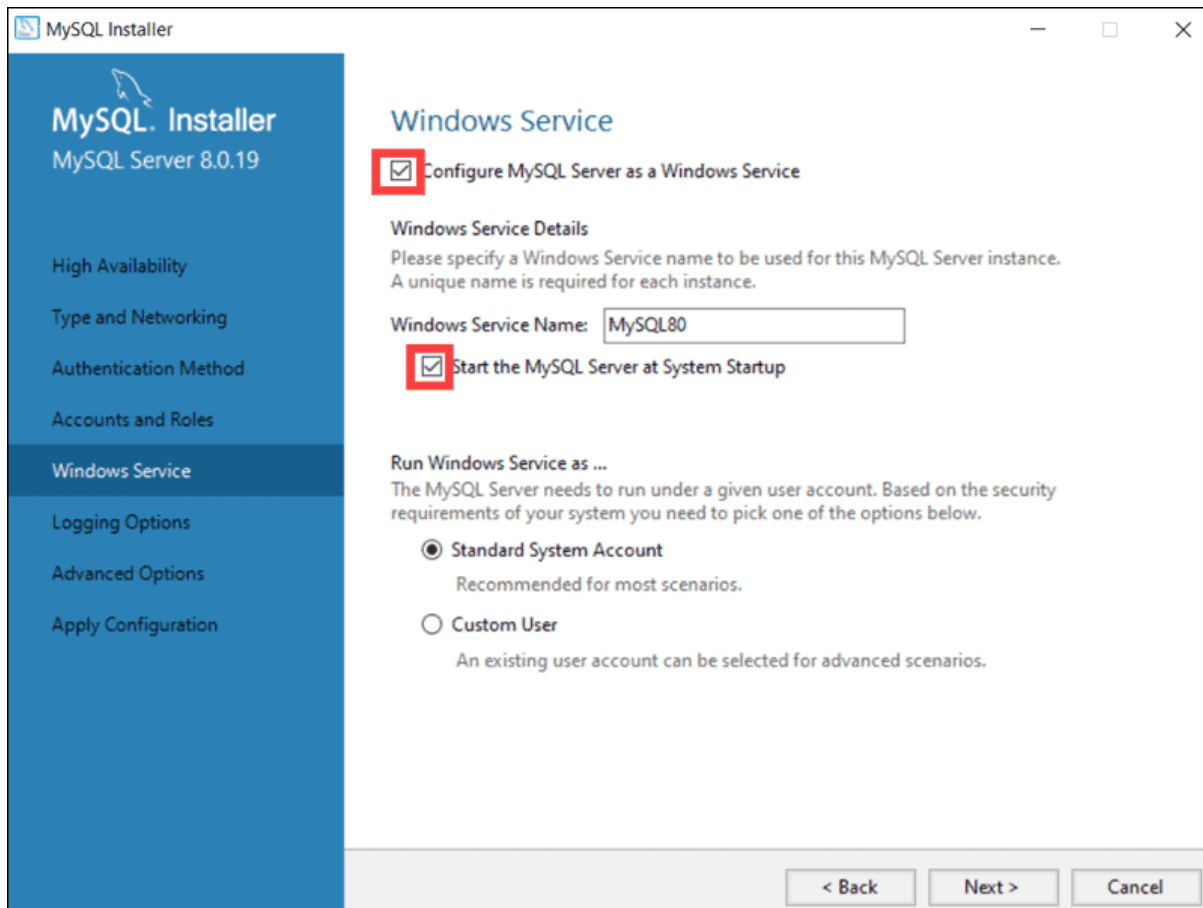 MySQL Installer
MySQL. Installer
MySQL Server 8.0.19
High Availability
Type and Networking
Authentication Method
Accounts and Roles
Windows Service
Logging Options
Advanced Options
Apply Configuration
Windows Service
Configure MySQL Server as a Windows Service
Windows Service Details
Please specify a Windows Service name to be used for this MySQL Server instance.
A unique name is required for each instance.
Windows Service Name: MySQL80
Start the MySQL Server at System Startup
Run Windows Service as ...
The MySQL Server needs to run under a given user account. Based on the security
requirements of your system you need to pick one of the options below.
Standard System Account
Recommended for most scenarios.
Custom User
An existing user account can be selected for advanced scenarios.
< Back
Next >
Cancel